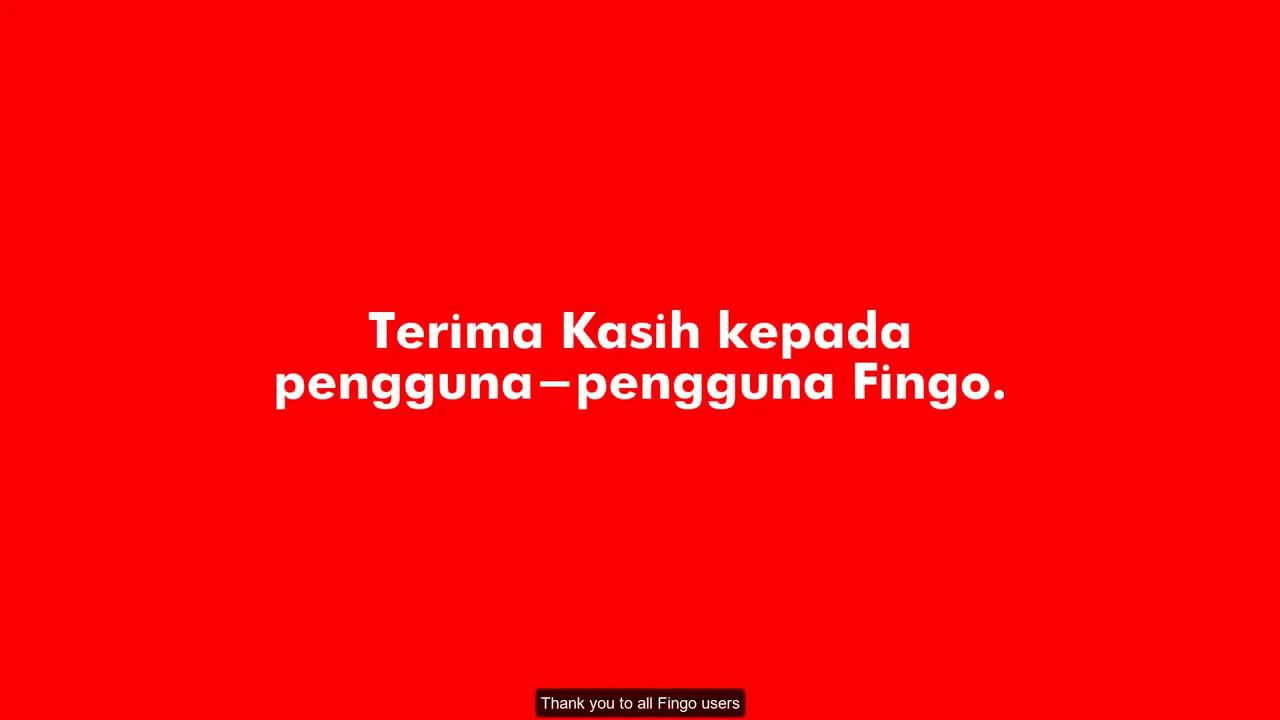 Terima Kasih kepada
pengguna–pengguna Fingo.
Thank you to all Fingo users